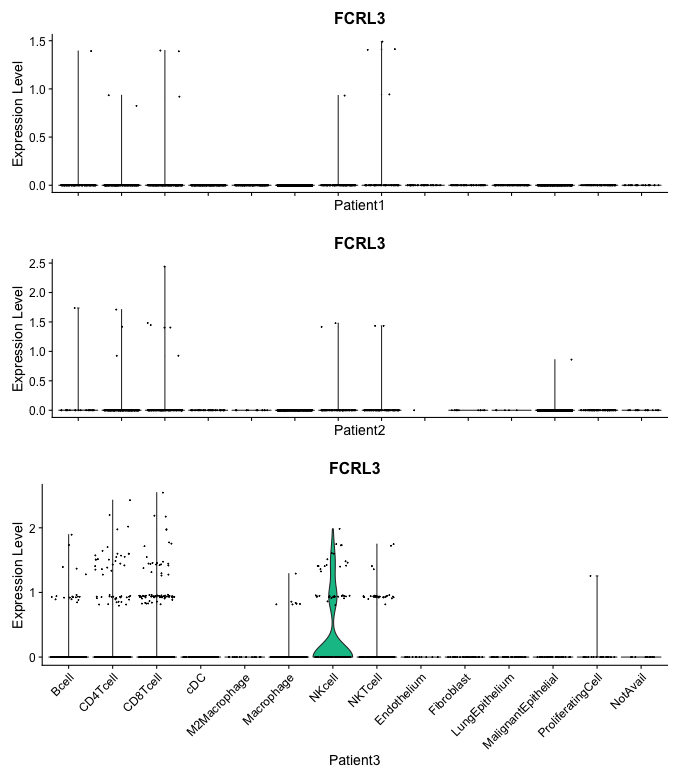 FCRL3
Expression Level
1.5
1.0
0.5
0.0
Patient1
FCRL3
Expression Level
2.5
2.0
1.5
1.0
0.5
0.0
Patient2
FCRL3
Expression Level
2
1
0
Bcell
CD4Tcell
CD8Tcell
cDC
M2Macrophage
Macrophage
NKcell
NKTcell
Endothelium
Fibroblast
LungEpithelium
MalignantEpithelial
ProliferatingCell
NotAvail
Patient3